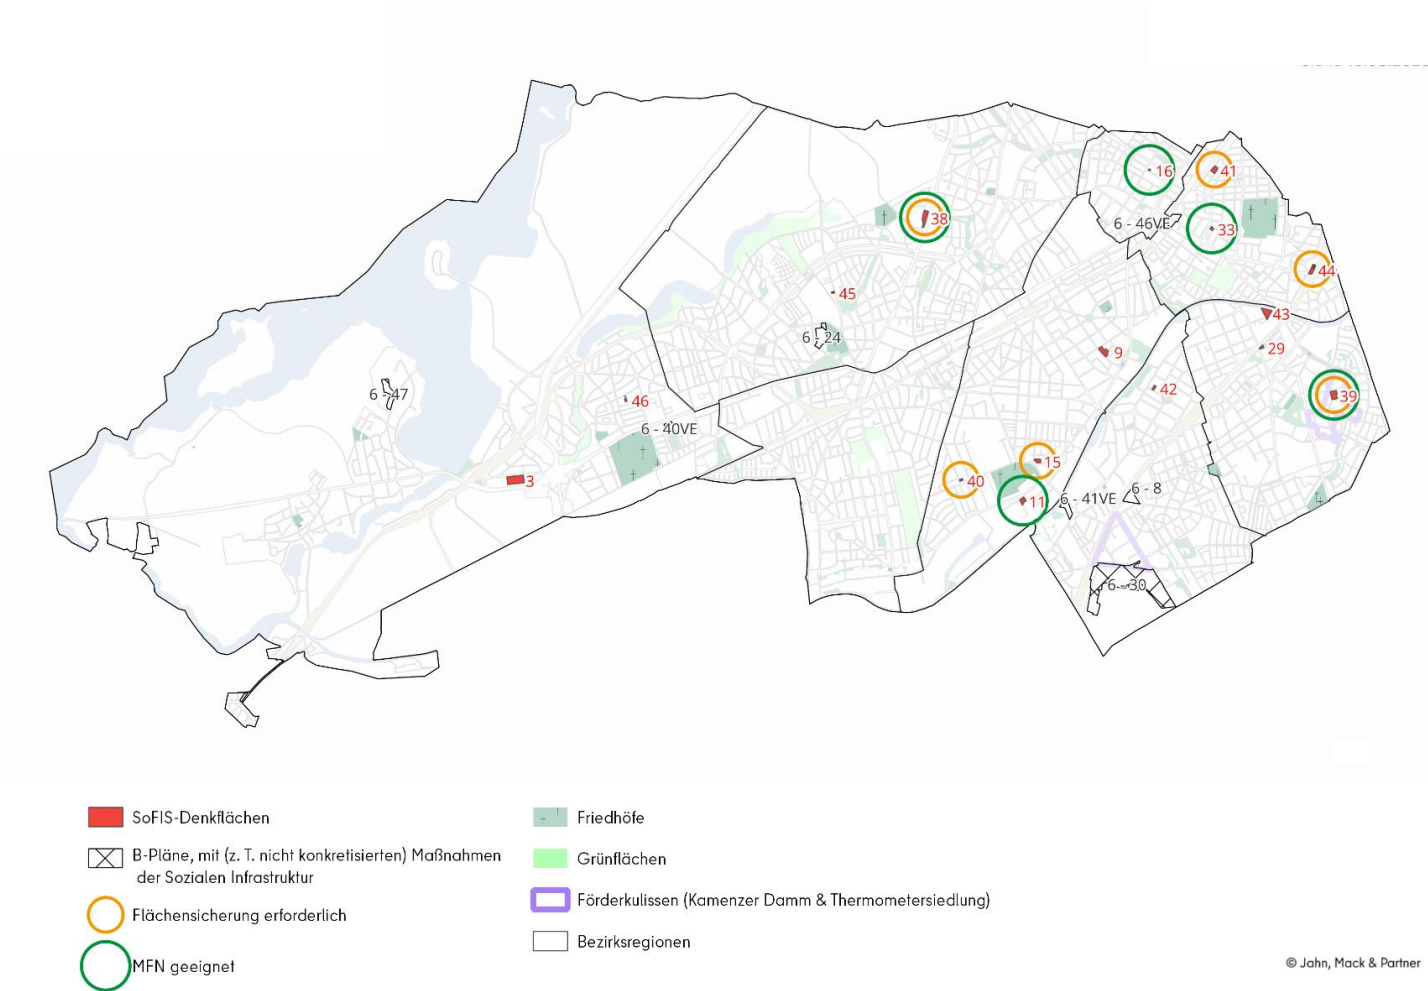 16
41
38
6 - 46VE
33
44
45
43
6 - 24
29
9
42
6 - 47
39
46
6 - 40VE
15
3
40
11
6 - 41VE
6 - 8
6 - 30
SoFIS-Denkflächen
B-Pläne, mit (z. T. nicht konkretisierten) Maßnahmen
der Sozialen Infrastruktur
Flächensicherung erforderlich
MFN geeignet
Friedhöfe
Grünflächen
Förderkulissen (Kamenzer Damm & Thermometersiedlung)
Bezirksregionen
© Jahn, Mack & Partner